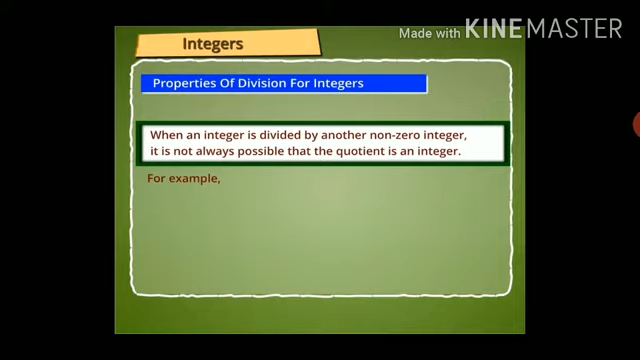 Made with KINEMASTER
Integers
Properties Of Division For Integers
When an integer is divided by another non-zero integer,
it is not always possible that the quotient is an integer.
For example,